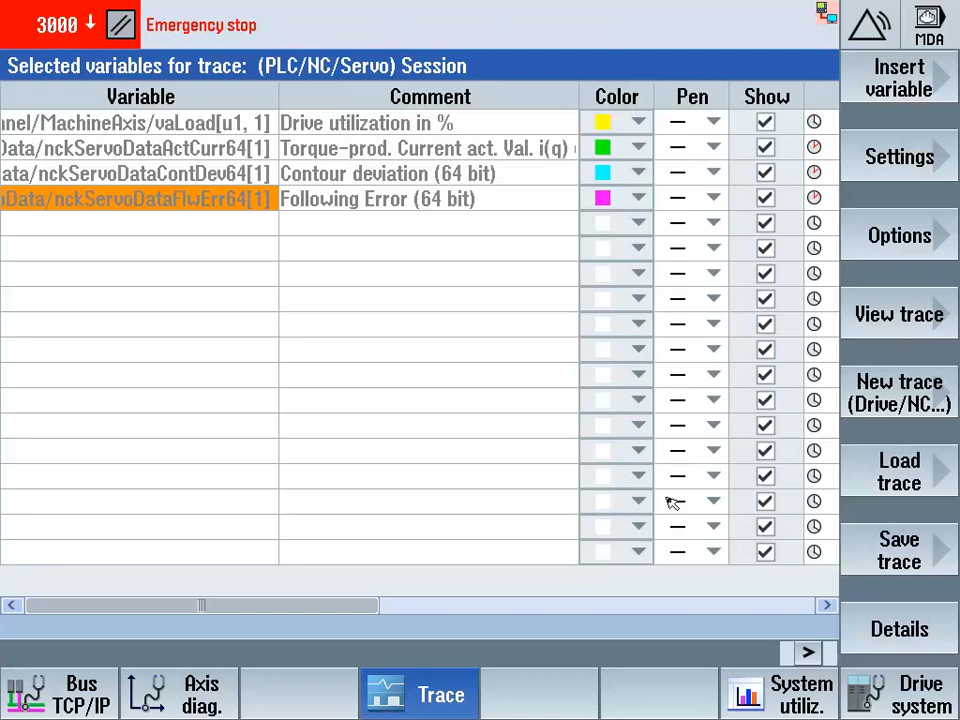 3000
Emergency stop
MDA
Selected variables for trace: (PLC/NC/Servo) Session
Variable Comment Color Pen Show
nnel/MachineAxis/vaLoad[u1, 1] Drive utilization in %
Data/nckServoDataActCurr64[1] Torque-prod. Current act. Val. i(q)
ata/nckServoDataContDev64[1] Contour deviation (64 bit)
Data/nckServoDataFlwErr64[1] Following Error (64 bit)
Insert
variable
Settings
Options
View trace
New trace
(Drive/NC...)
Load
trace
Save
trace
Details
>
Bus
TCP/IP
Axis
diag.
Trace
System
utiliz.
Drive
system